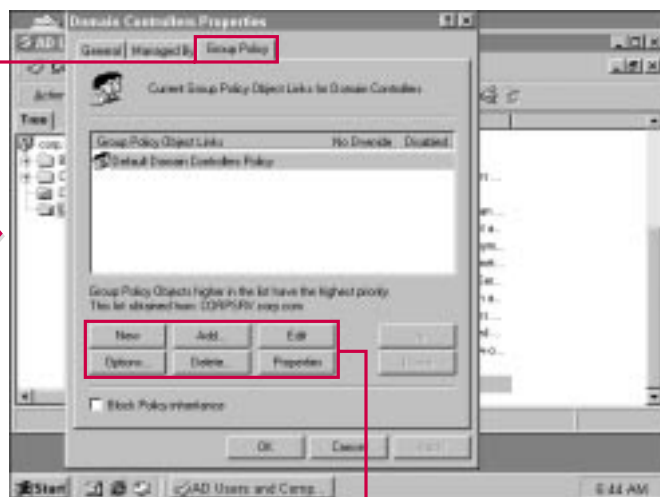 Domain Controllers Properties
General Managed By Group Policy
Current Group Policy Object Links for Domain Controllers
Group Policy Object Links No Override Disabled
Default Domain Controllers Policy
Group Policy Objects higher in the list have the highest priority.
This list obtained from: CORPSRV.corp.com
New Add... Edit
Options... Delete... Properties
Block Policy inheritance
OK Cancel
Tree
corp.
Start AD Users and Comp... 6:44 AM